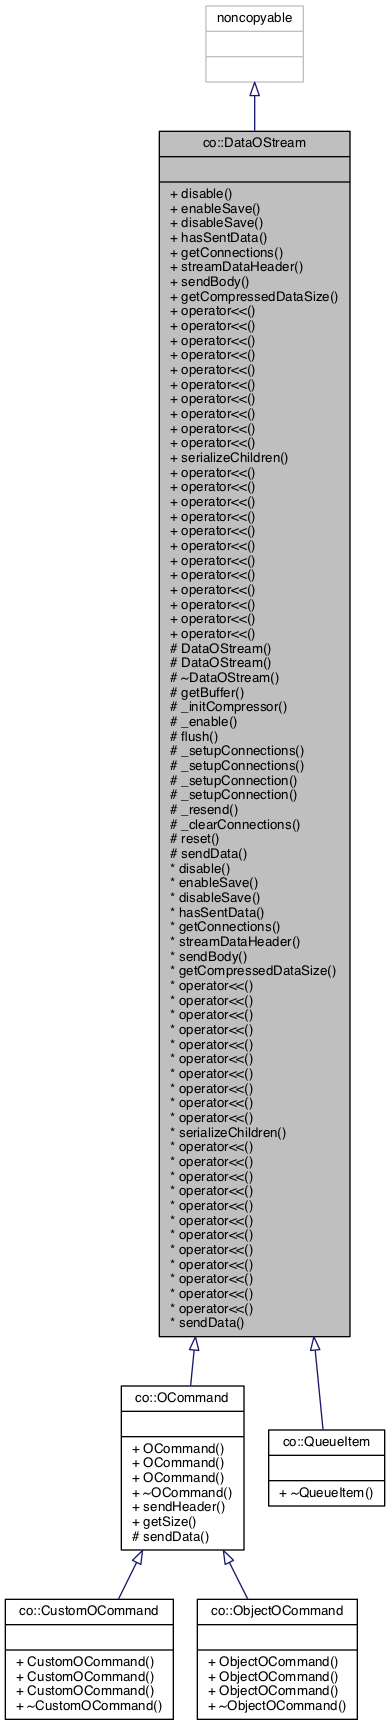 noncopyable
co::DataOStream
+ disable()
+ enableSave()
+ disableSave()
+ hasSentData()
+ getConnections()
+ streamDataHeader()
+ sendBody()
+ getCompressedDataSize()
+ operator<<()
+ operator<<()
+ operator<<()
+ operator<<()
+ operator<<()
+ operator<<()
+ operator<<()
+ operator<<()
+ operator<<()
+ operator<<()
+ serializeChildren()
+ operator<<()
+ operator<<()
+ operator<<()
+ operator<<()
+ operator<<()
+ operator<<()
+ operator<<()
+ operator<<()
+ operator<<()
+ operator<<()
+ operator<<()
+ operator<<()
# DataOStream()
# DataOStream()
# ~DataOStream()
# getBuffer()
# _initCompressor()
# _enable()
# flush()
# _setupConnections()
# _setupConnections()
# _setupConnection()
# _setupConnection()
# _resend()
# _clearConnections()
# reset()
# sendData()
* disable()
* enableSave()
* disableSave()
* hasSentData()
* getConnections()
* streamDataHeader()
* sendBody()
* getCompressedDataSize()
* operator<<()
* operator<<()
* operator<<()
* operator<<()
* operator<<()
* operator<<()
* operator<<()
* operator<<()
* operator<<()
* operator<<()
* serializeChildren()
* operator<<()
* operator<<()
* operator<<()
* operator<<()
* operator<<()
* operator<<()
* operator<<()
* operator<<()
* operator<<()
* operator<<()
* operator<<()
* operator<<()
* sendData()
co::OCommand
+ OCommand()
+ OCommand()
+ OCommand()
+ ~OCommand()
+ sendHeader()
+ getSize()
# sendData()
co::QueueItem
+ ~QueueItem()
co::CustomOCommand
+ CustomOCommand()
+ CustomOCommand()
+ CustomOCommand()
+ ~CustomOCommand()
co::ObjectOCommand
+ ObjectOCommand()
+ ObjectOCommand()
+ ObjectOCommand()
+ ~ObjectOCommand()